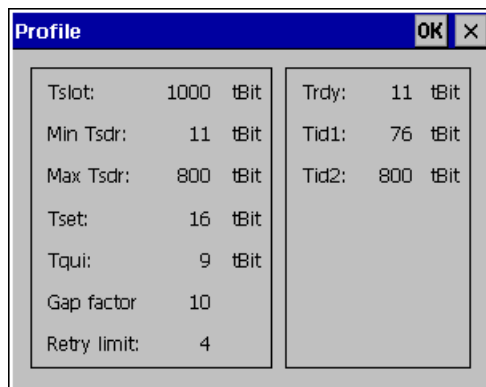 Profile OK ×
Tslot: 1000 tBit
Min Tsdr: 11 tBit
Max Tsdr: 800 tBit
Tset: 16 tBit
Tqui: 9 tBit
Gap factor 10
Retry limit: 4
Trdy: 11 tBit
Tid1: 76 tBit
Tid2: 800 tBit